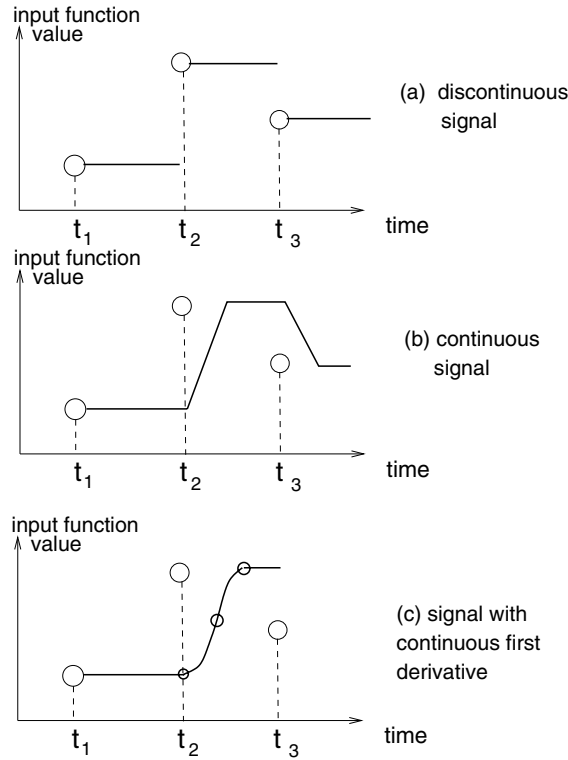 input function
value
(a) discontinuous
signal
t1 t2 t3 time
input function
value
(b) continuous
signal
t1 t2 t3 time
input function
value
(c) signal with
continuous first
derivative
t1 t2 t3 time